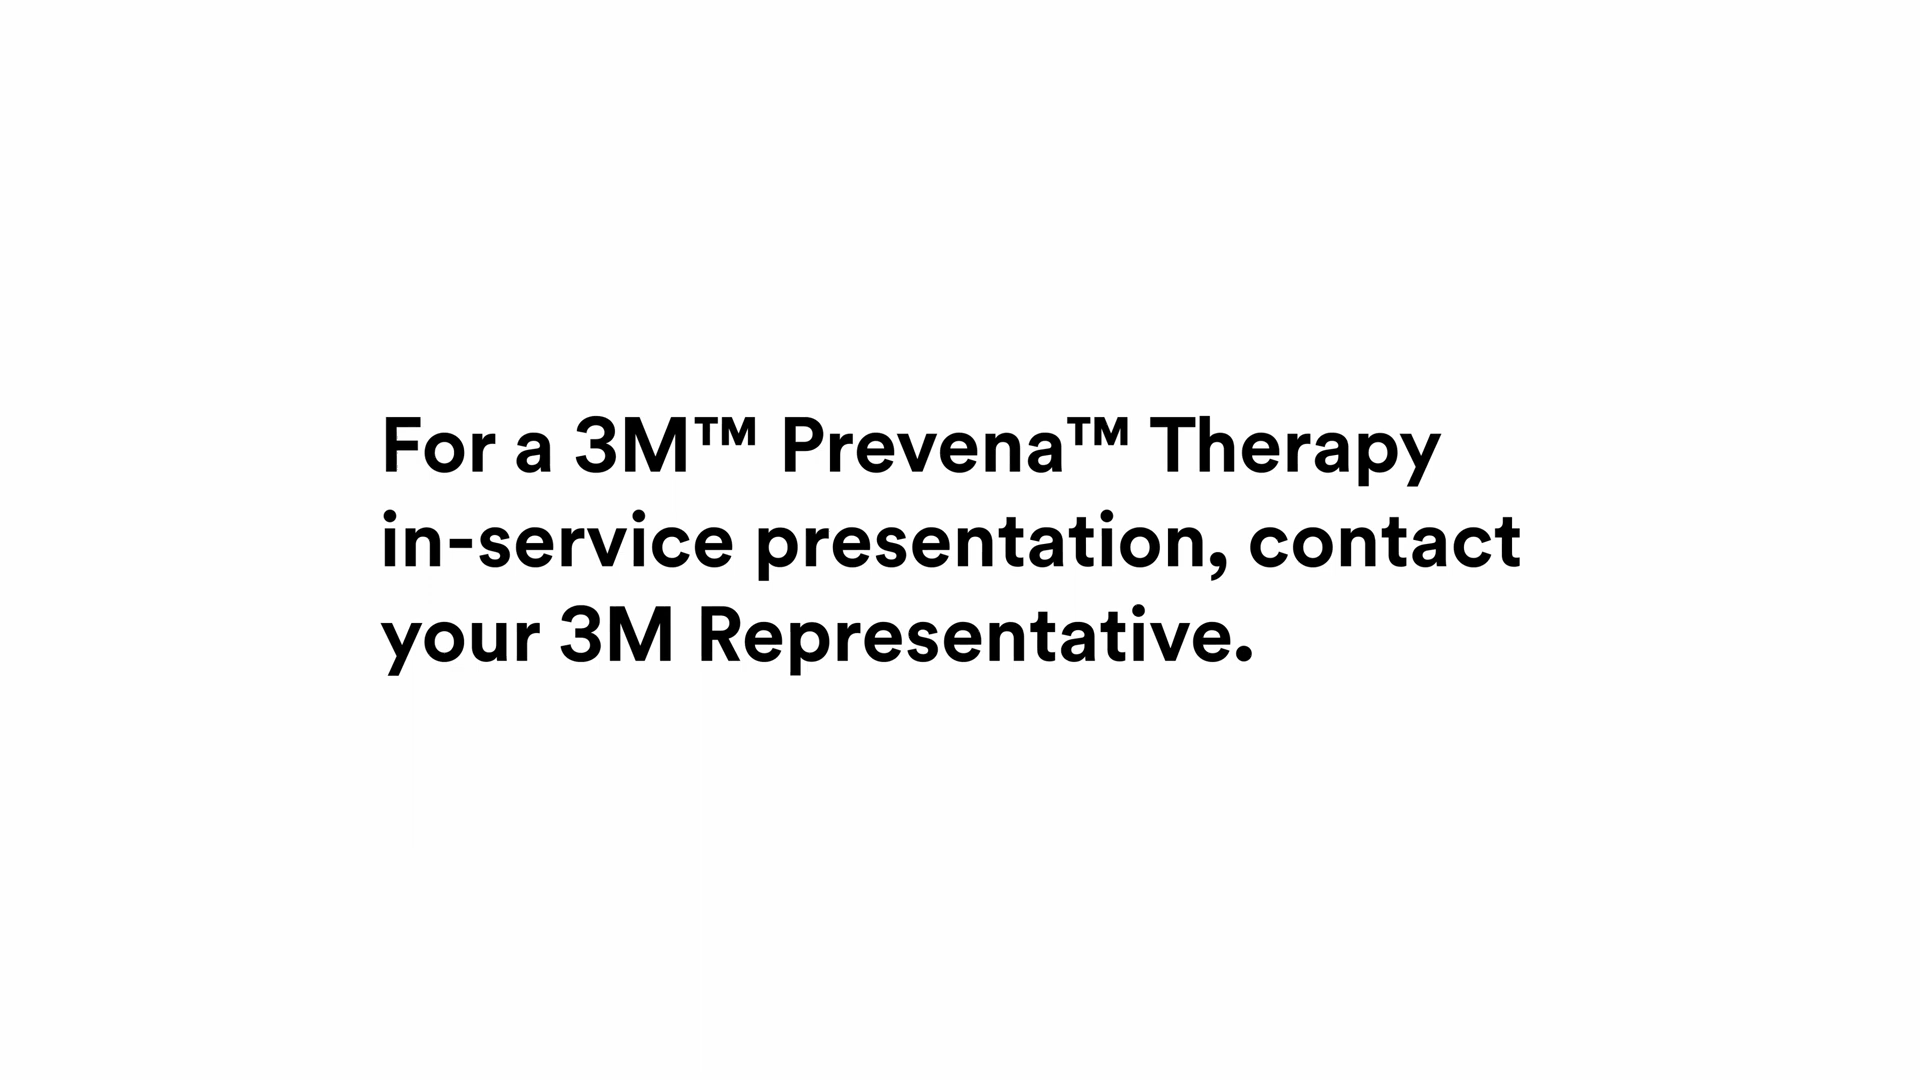 For a 3M™ Prevena™ Therapy
in-service presentation, contact
your 3M Representative.